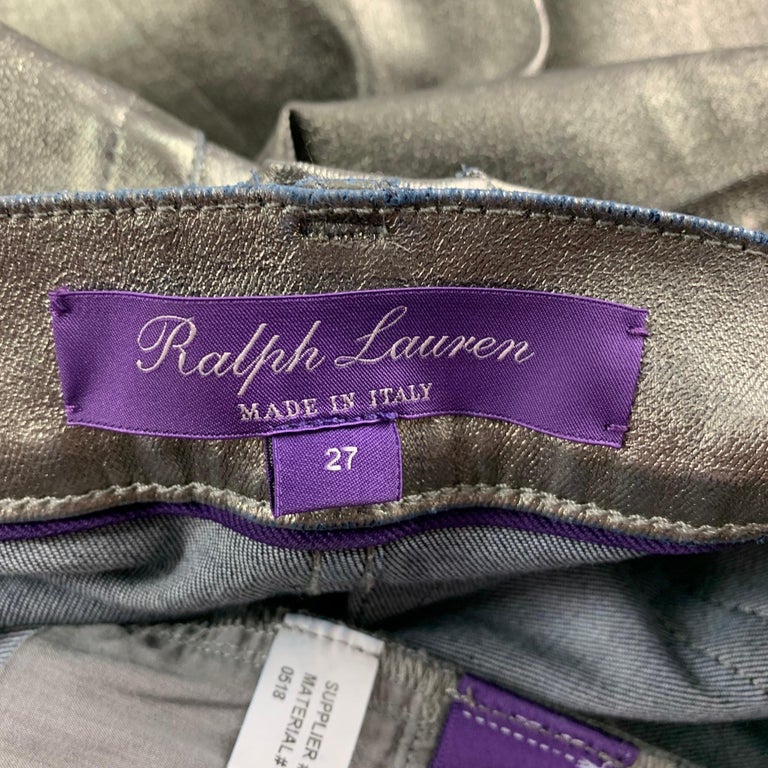 Ralph Lauren
MADE IN ITALY
27
SUPPLIER #
MATERIAL#
0518